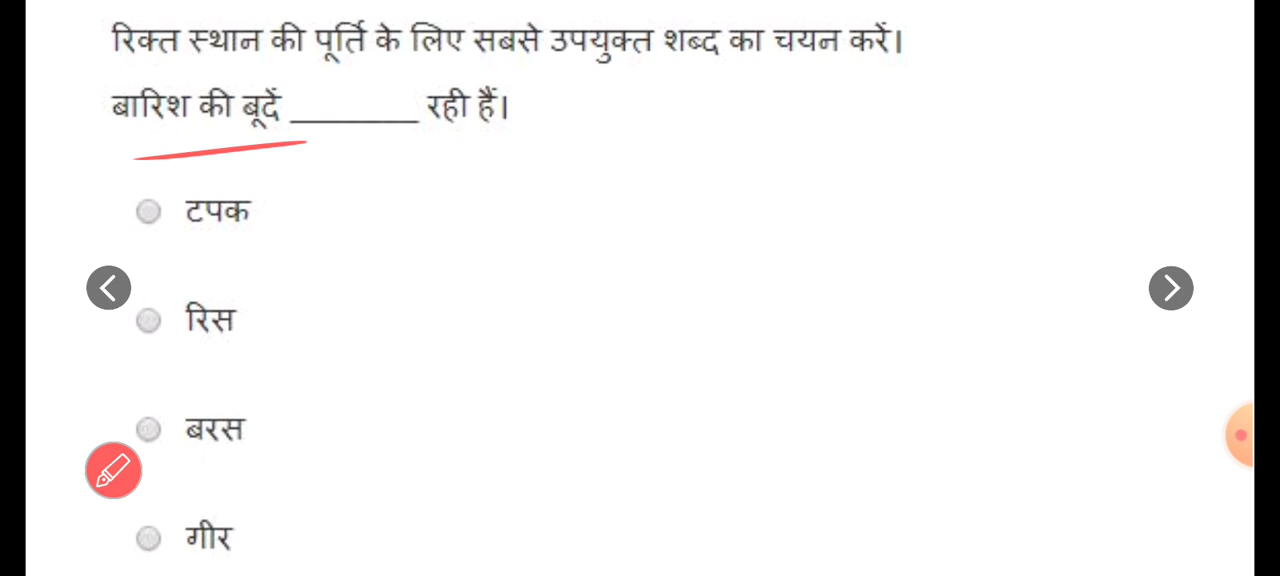 रिक्त स्थान की पूर्ति के लिए सबसे उपयुक्त शब्द का चयन करें।
बारिश की बूदें ________ रही हैं।
टपक
रिस
बरस
गीर